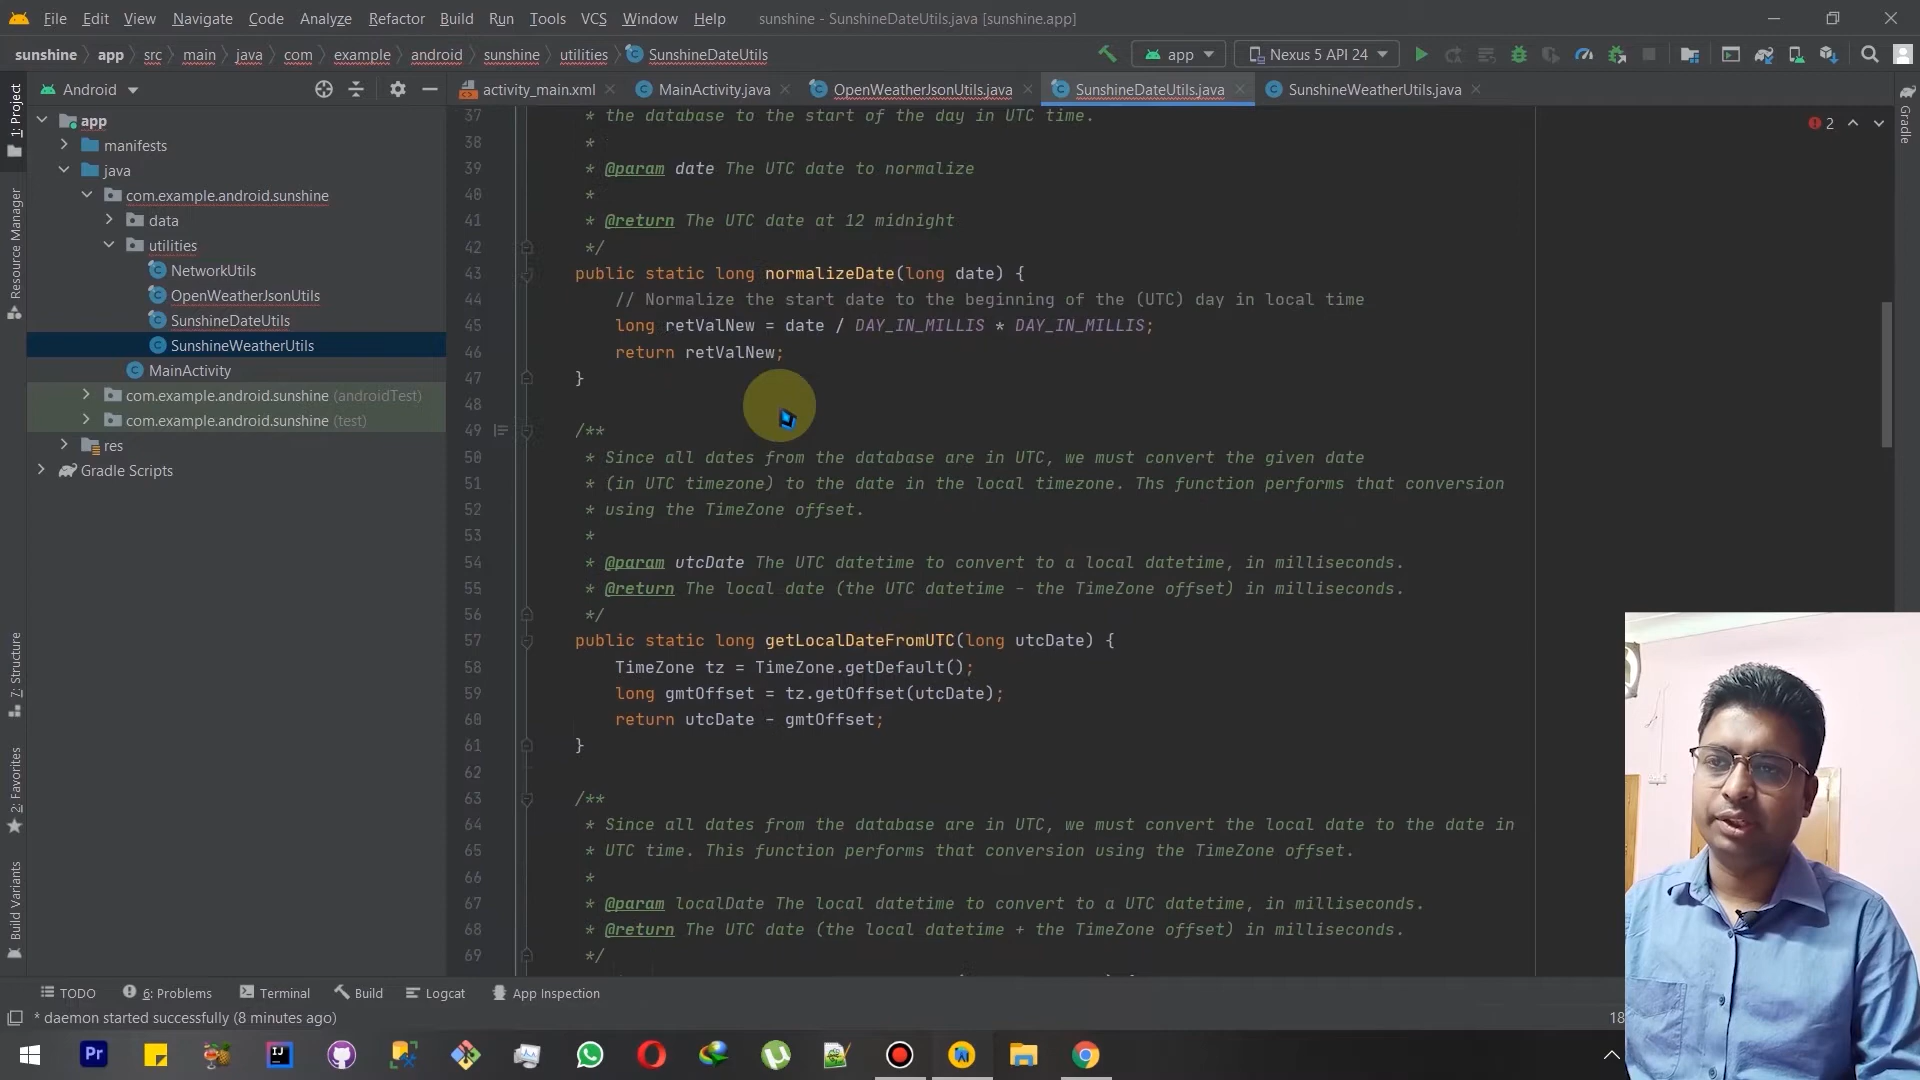 File Edit View Navigate Code Analyze Refactor Build Run Tools VCS Window Help sunshine - SunshineDateUtils.java [sunshine.app]
sunshine app src main java com example android sunshine utilities SunshineDateUtils app Nexus 5 API 24
1: Project
Resource Manager
7: Structure
2: Favorites
Build Variants
Android
app
manifests
java
com.example.android.sunshine
data
utilities
NetworkUtils
OpenWeatherJsonUtils
SunshineDateUtils
SunshineWeatherUtils
MainActivity
com.example.android.sunshine (androidTest)
com.example.android.sunshine (test)
res
Gradle Scripts
activity_main.xml MainActivity.java OpenWeatherJsonUtils.java SunshineDateUtils.java SunshineWeatherUtils.java
2
Gradle
37 * the database to the start of the day in UTC time.
38 *
39 * @param date The UTC date to normalize
40 *
41 * @return The UTC date at 12 midnight
42 */
43 public static long normalizeDate(long date) {
44 // Normalize the start date to the beginning of the (UTC) day in local time
45 long retValNew = date / DAY_IN_MILLIS * DAY_IN_MILLIS;
46 return retValNew;
47 }
48
49 /**
50 * Since all dates from the database are in UTC, we must convert the given date
51 * (in UTC timezone) to the date in the local timezone. Ths function performs that conversion
52 * using the TimeZone offset.
53 *
54 * @param utcDate The UTC datetime to convert to a local datetime, in milliseconds.
55 * @return The local date (the UTC datetime - the TimeZone offset) in milliseconds.
56 */
57 public static long getLocalDateFromUTC(long utcDate) {
58 TimeZone tz = TimeZone.getDefault();
59 long gmtOffset = tz.getOffset(utcDate);
60 return utcDate - gmtOffset;
61 }
62
63 /**
64 * Since all dates from the database are in UTC, we must convert the local date to the date in
65 * UTC time. This function performs that conversion using the TimeZone offset.
66 *
67 * @param localDate The local datetime to convert to a UTC datetime, in milliseconds.
68 * @return The UTC date (the local datetime + the TimeZone offset) in milliseconds.
69 */
TODO 6: Problems Terminal Build Logcat App Inspection
* daemon started successfully (8 minutes ago) 18
Pr IJ